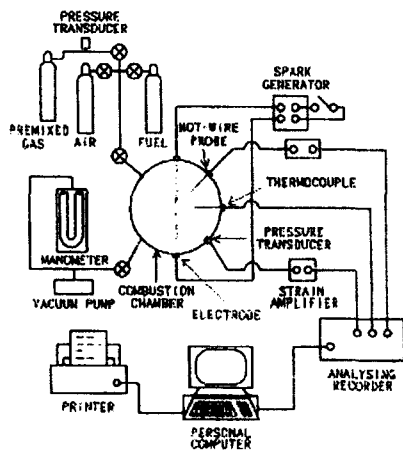 PRESSURE
TRANSDUCER
SPARK
GENERATOR
PREMIXED
GAS
AIR
FUEL
HOT-WIRE
PROBE
THERMOCOUPLE
MANOMETER
PRESSURE
TRANSDUCER
VACUUM PUMP
COMBUSTION
CHAMBER
ELECTRODE
STRAIN
AMPLIFIER
ANALYSING
RECORDER
PRINTER
PERSONAL
COMPUTER